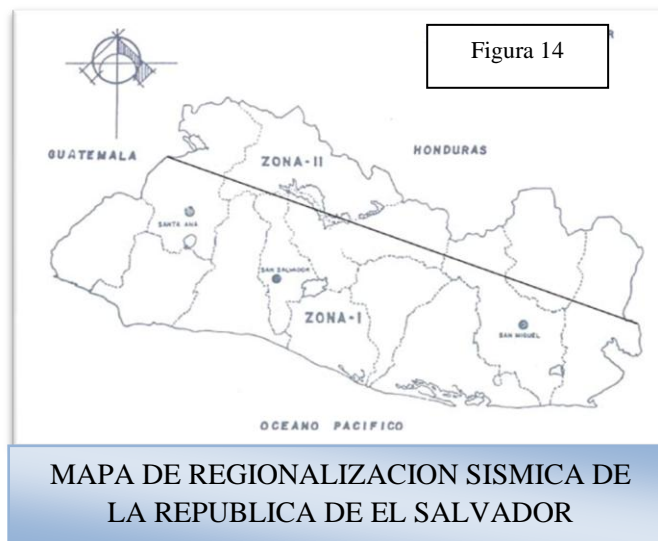 Figura 14
R
GUATEMALA
ZONA-II
HONDURAS
SANTA ANA
SAN SALVADOR
ZONA-I
SAN MIGUEL
OCEANO PACIFICO
MAPA DE REGIONALIZACION SISMICA DE
LA REPUBLICA DE EL SALVADOR